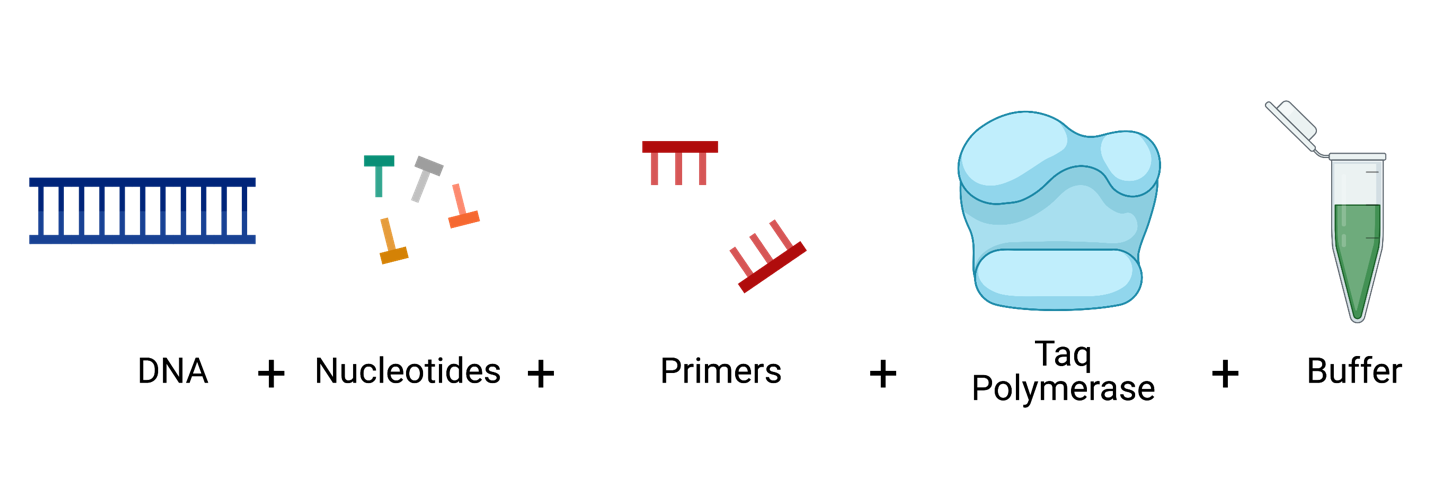 DNA + Nucleotides + Primers + Taq
Polymerase + Buffer